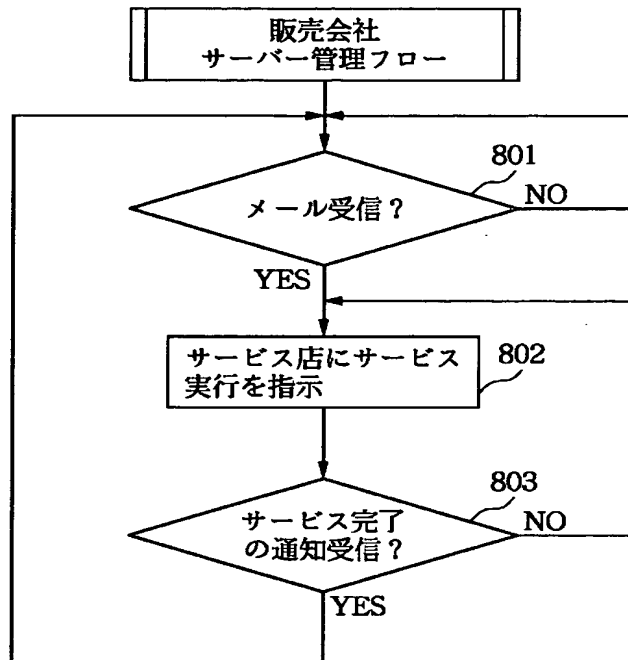 販売会社
サーバー管理フロー
801
メール受信?
NO
YES
サービス店にサービス
実行を指示
802
803
サービス完了
の通知受信?
NO
YES